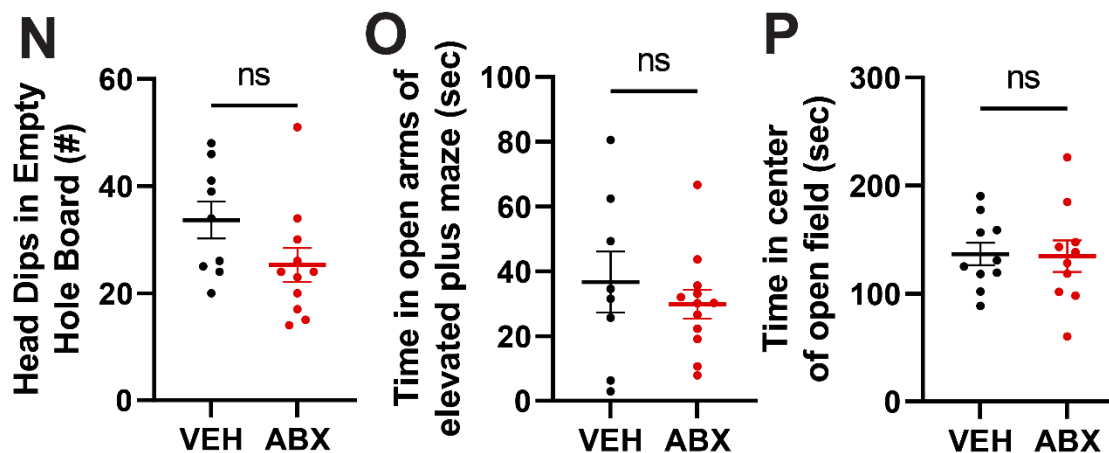 N
Head Dips in Empty
Hole Board (#)
60
40
20
0
ns
VEH ABX
O
Time in open arms of
elevated plus maze (sec)
100
80
60
40
20
0
ns
VEH ABX
P
Time in center
of open field (sec)
300
200
100
0
ns
VEH ABX